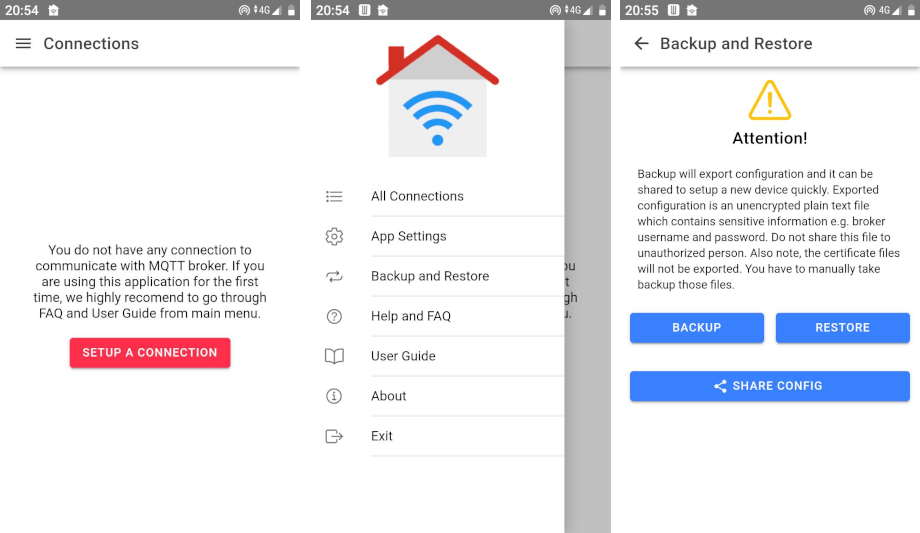 20:54
4G
Connections
You do not have any connection to
communicate with MQTT broker. If you
are using this application for the first
time, we highly recomend to go through
FAQ and User Guide from main menu.
SETUP A CONNECTION
20:54
4G
All Connections
App Settings
Backup and Restore
Help and FAQ
User Guide
About
Exit
ou
t
gh
u.
20:55
4G
Backup and Restore
Attention!
Backup will export configuration and it can be
shared to setup a new device quickly. Exported
configuration is an unencrypted plain text file
which contains sensitive information e.g. broker
username and password. Do not share this file to
unauthorized person. Also note, the certificate files
will not be exported. You have to manually take
backup those files.
BACKUP
RESTORE
SHARE CONFIG